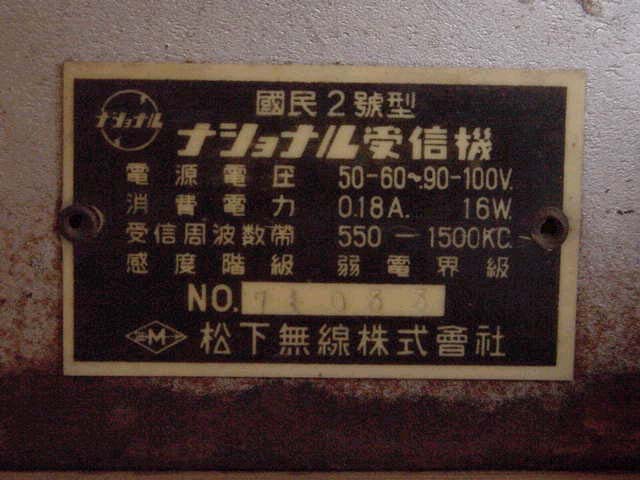 國民2號型
ナショナル
ナショナル受信機
電源電圧 50-60~90-100V.
消費電力 0.18A. 16W.
受信周波数帶 550-1500KC.
感度階級 弱電界級
NO.
M 松下無線株式會社